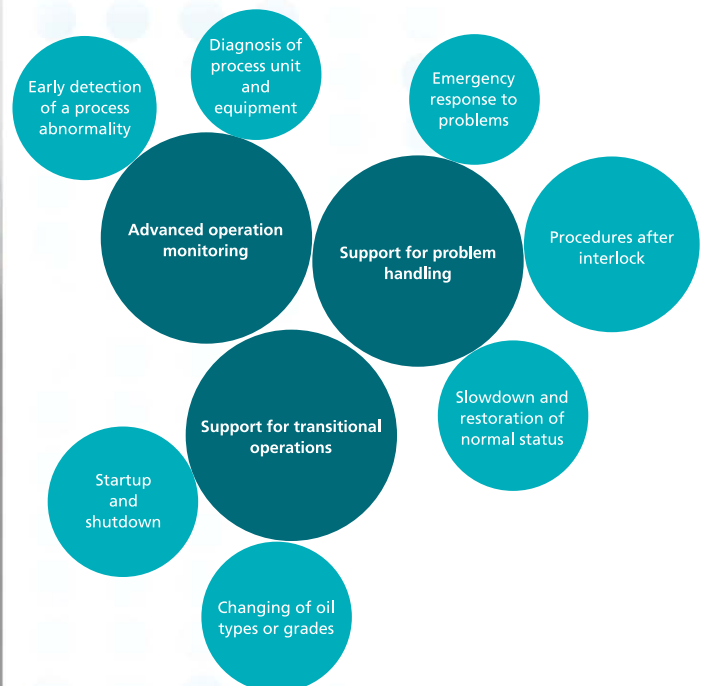 Diagnosis of
process unit
and
equipment
Early detection
of a process
abnormality
Emergency
response to
problems
Advanced operation
monitoring
Support for problem
handling
Procedures after
interlock
Slowdown and
restoration of
normal status
Support for transitional
operations
Startup
and
shutdown
Changing of oil
types or grades